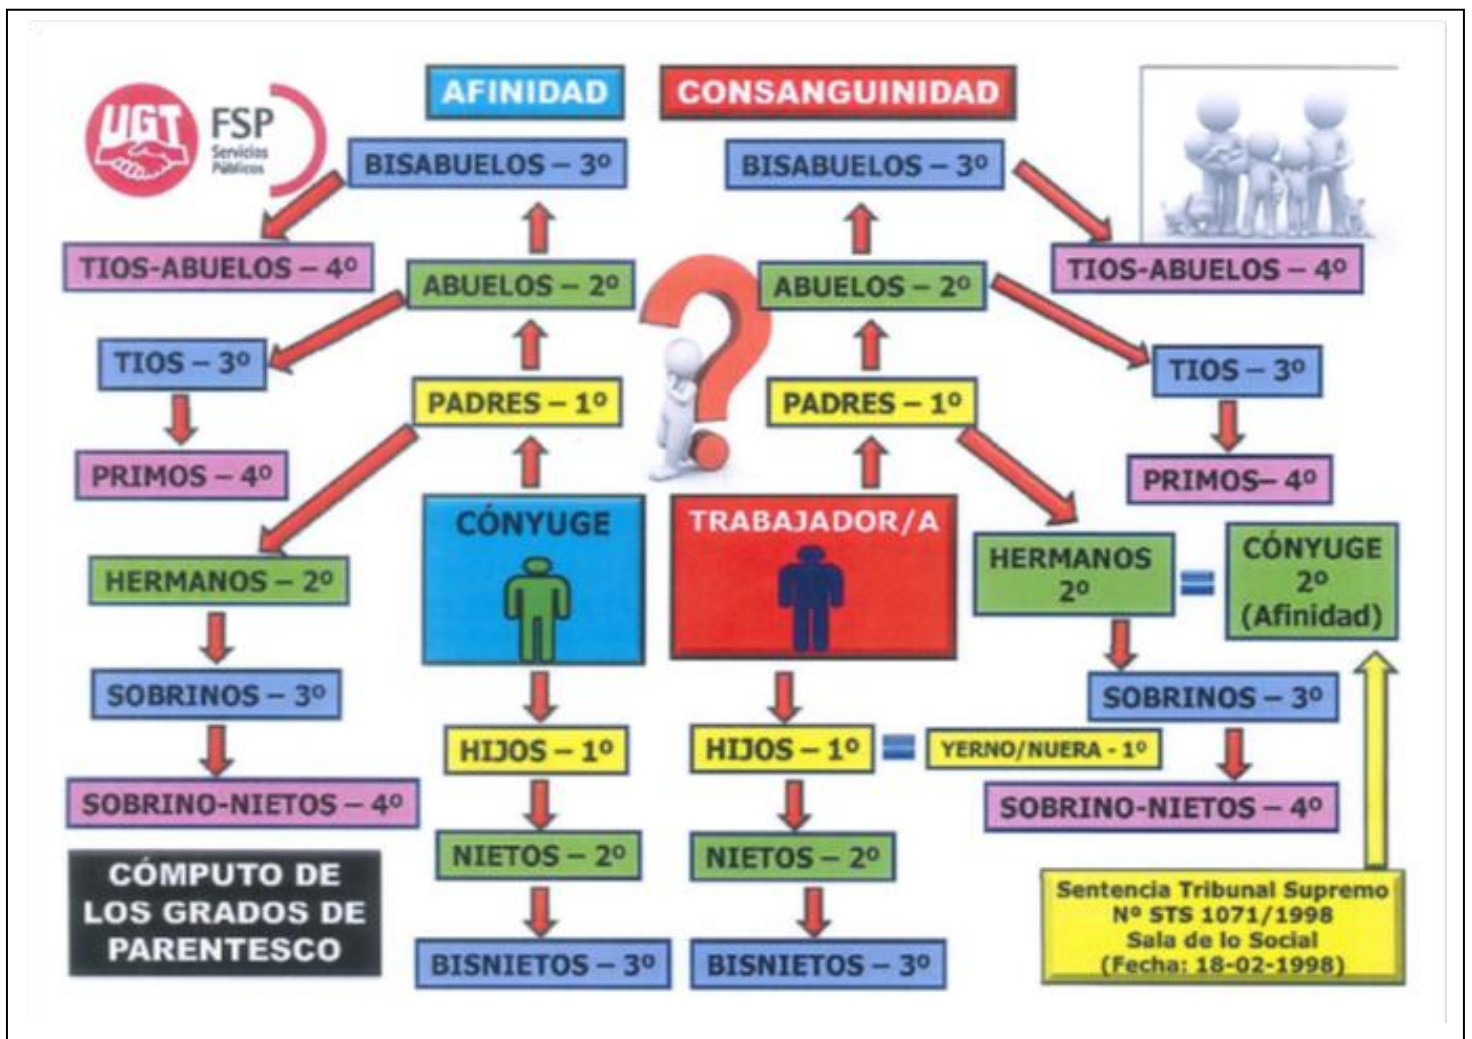 AFINIDAD
CONSANGUINIDAD
UGT
FSP
Servicios
Públicos
BISABUELOS – 3º
BISABUELOS – 3º
TIOS-ABUELOS – 4º
ABUELOS – 2º
ABUELOS – 2º
TIOS-ABUELOS – 4º
TIOS – 3º
TIOS – 3º
PADRES – 1º
PADRES – 1º
PRIMOS – 4º
PRIMOS– 4º
CÓNYUGE
TRABAJADOR/A
HERMANOS – 2º
HERMANOS
2º
=
CÓNYUGE
2º
(Afinidad)
SOBRINOS – 3º
SOBRINOS – 3º
HIJOS – 1º
HIJOS – 1º
=
YERNO/NUERA - 1º
SOBRINO-NIETOS – 4º
SOBRINO-NIETOS – 4º
NIETOS – 2º
NIETOS – 2º
CÓMPUTO DE
LOS GRADOS DE
PARENTESCO
Sentencia Tribunal Supremo
Nº STS 1071/1998
Sala de lo Social
(Fecha: 18-02-1998)
BISNIETOS – 3º
BISNIETOS – 3º